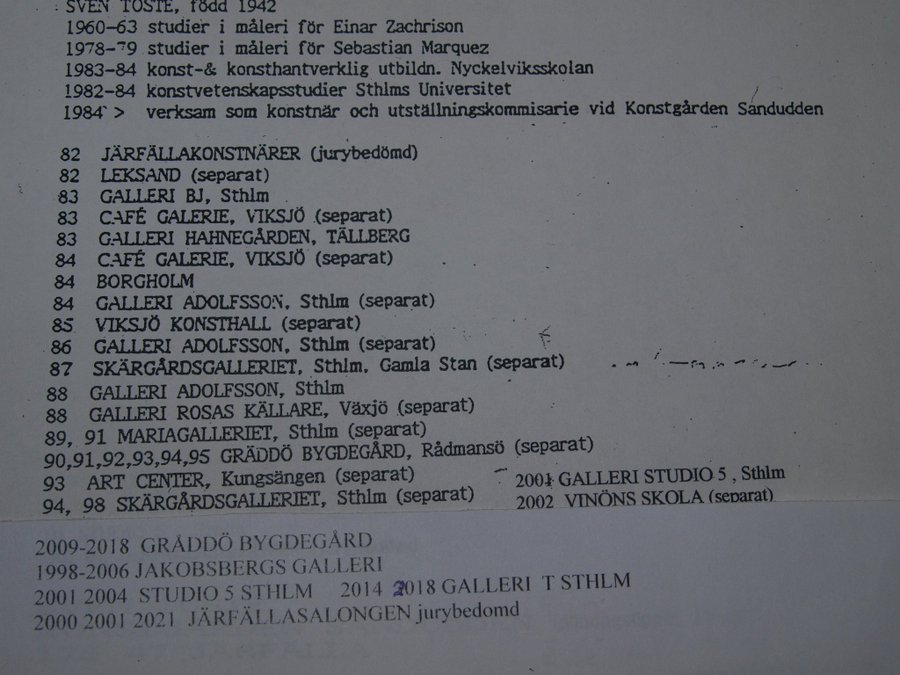 SVEN TOSTE, född 1942
1960-63 studier i måleri för Einar Zachrison
1978-79 studier i måleri för Sebastian Marquez
1983-84 konst-& konsthantverklig utbildn. Nyckelviksskolan
1982-84 konstvetenskapsstudier Sthlms Universitet
1984 > verksam som konstnär och utställningskommisarie vid Konstgården Sandudden
82 JÄRFÄLLAKONSTNÄRER (jurybedömd)
82 LEKSAND (separat)
83 GALLERI BJ, Sthlm
83 CAFÉ GALERIE, VIKSJÖ (separat)
83 GALLERI HAHNEGÅRDEN, TÄLLBERG
84 CAFÉ GALERIE, VIKSJÖ (separat)
84 BORGHOLM
84 GALLERI ADOLFSSON, Sthlm (separat)
85 VIKSJÖ KONSTHALL (separat)
86 GALLERI ADOLFSSON, Sthlm (separat)
87 SKÄRGÅRDSGALLERIET, Sthlm, Gamla Stan (separat)
88 GALLERI ADOLFSSON, Sthlm
88 GALLERI ROSAS KÄLLARE, Växjö (separat)
89, 91 MARIAGALLERIET, Sthlm (separat)
90,91,92,93,94,95 GRÄDDÖ BYGDEGÅRD, Rådmansö (separat)
93 ART CENTER, Kungsängen (separat)
94, 98 SKÄRGÅRDSGALLERIET, Sthlm (separat)
2001 GALLERI STUDIO 5 , Sthlm
2002 VINÖNS SKOLA (separat)
2009-2018 GRÄDDÖ BYGDEGÅRD
1998-2006 JAKOBSBERGS GALLERI
2001 2004 STUDIO 5 STHLM 2014 2018 GALLERI T STHLM
2000 2001 2021 JÄRFÄLLASALONGEN jurybedomd